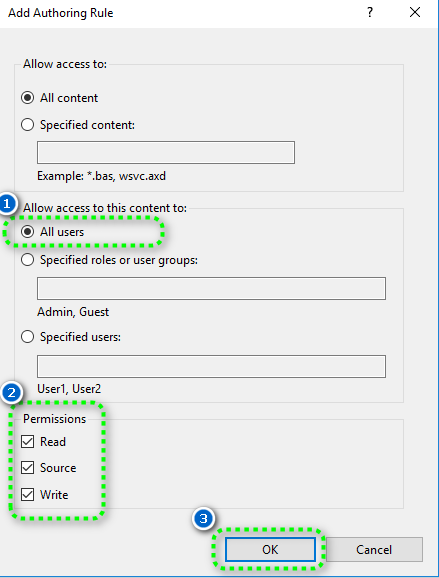 Add Authoring Rule ? ×
Allow access to:
All content
Specified content:
Example: *.bas, wsvc.axd
1
Allow access to this content to:
All users
Specified roles or user groups:
Admin, Guest
Specified users:
User1, User2
2
Permissions
Read
Source
Write
3
OK Cancel